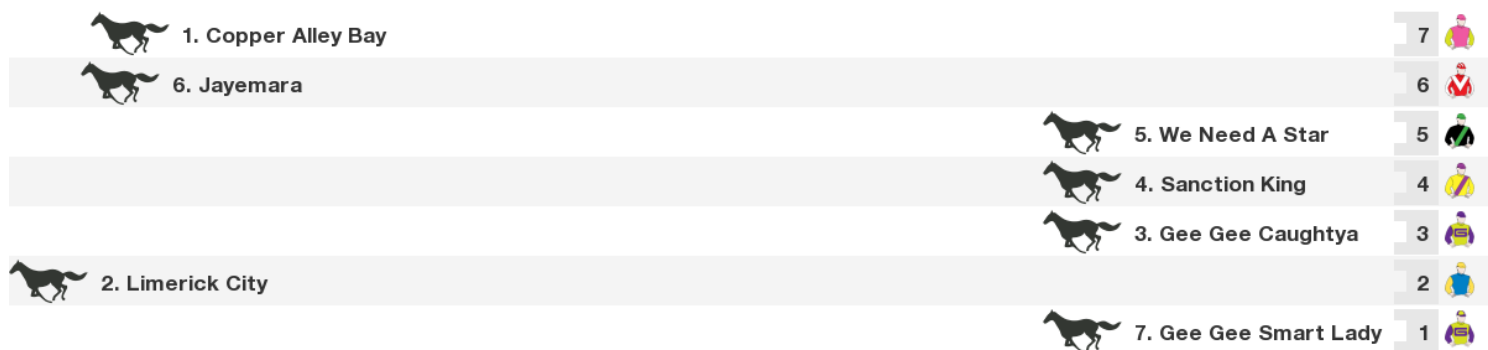 1. Copper Alley Bay 7
6. Jayemara 6
5. We Need A Star 5
4. Sanction King 4
3. Gee Gee Caughtya 3
2. Limerick City 2
7. Gee Gee Smart Lady 1